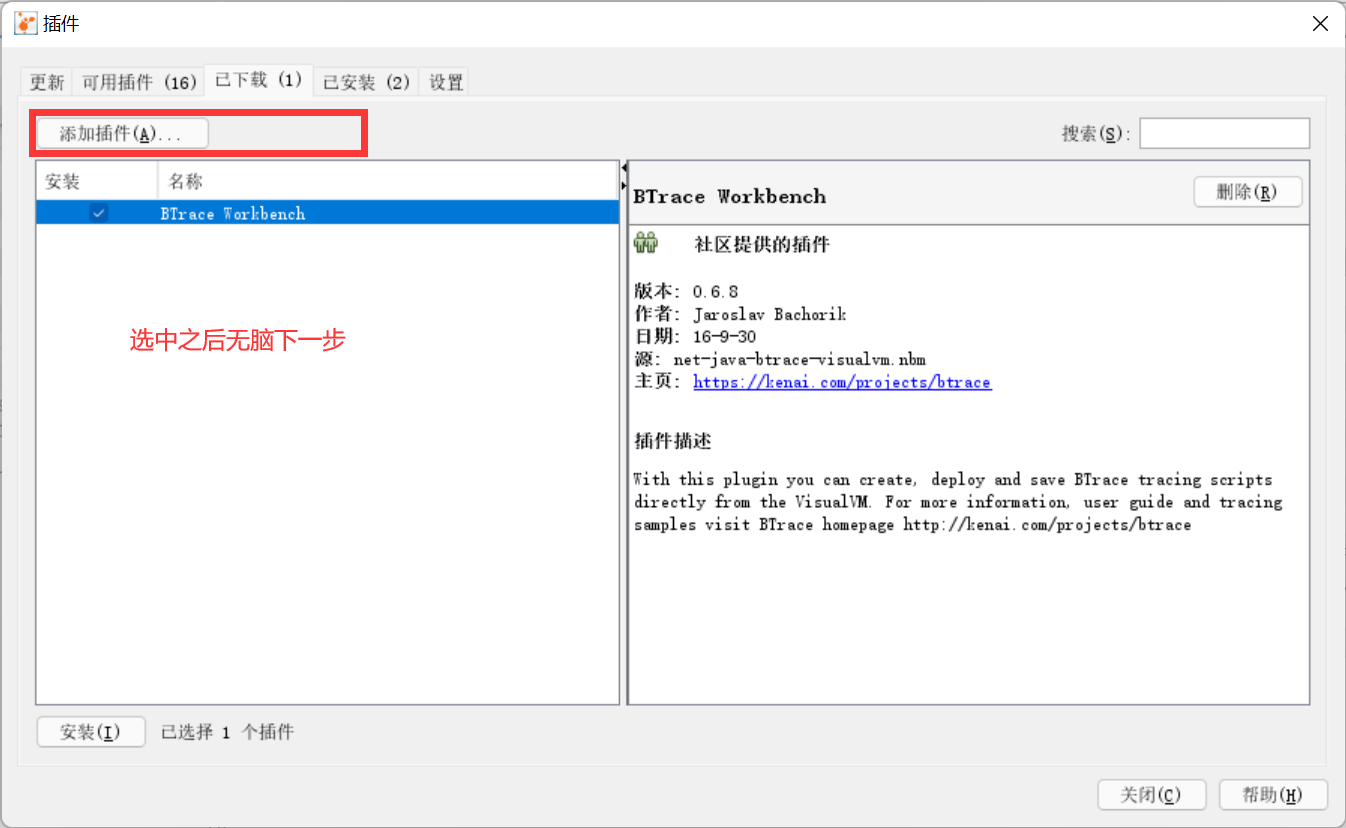 插件
更新 可用插件 (16) 已下载 (1) 已安装 (2) 设置
添加插件(A)...
搜索(S):
安装 名称
BTrace Workbench
选中之后无脑下一步
BTrace Workbench
删除(R)
社区提供的插件
版本: 0.6.8
作者: Jaroslav Bachorik
日期: 16-9-30
源: net-java-btrace-visualvm.nbm
主页: https://kenai.com/projects/btrace
插件描述
With this plugin you can create, deploy and save BTrace tracing scripts
directly from the VisualVM. For more information, user guide and tracing
samples visit BTrace homepage http://kenai.com/projects/btrace
安装(I) 已选择 1 个插件
关闭(C) 帮助(H)